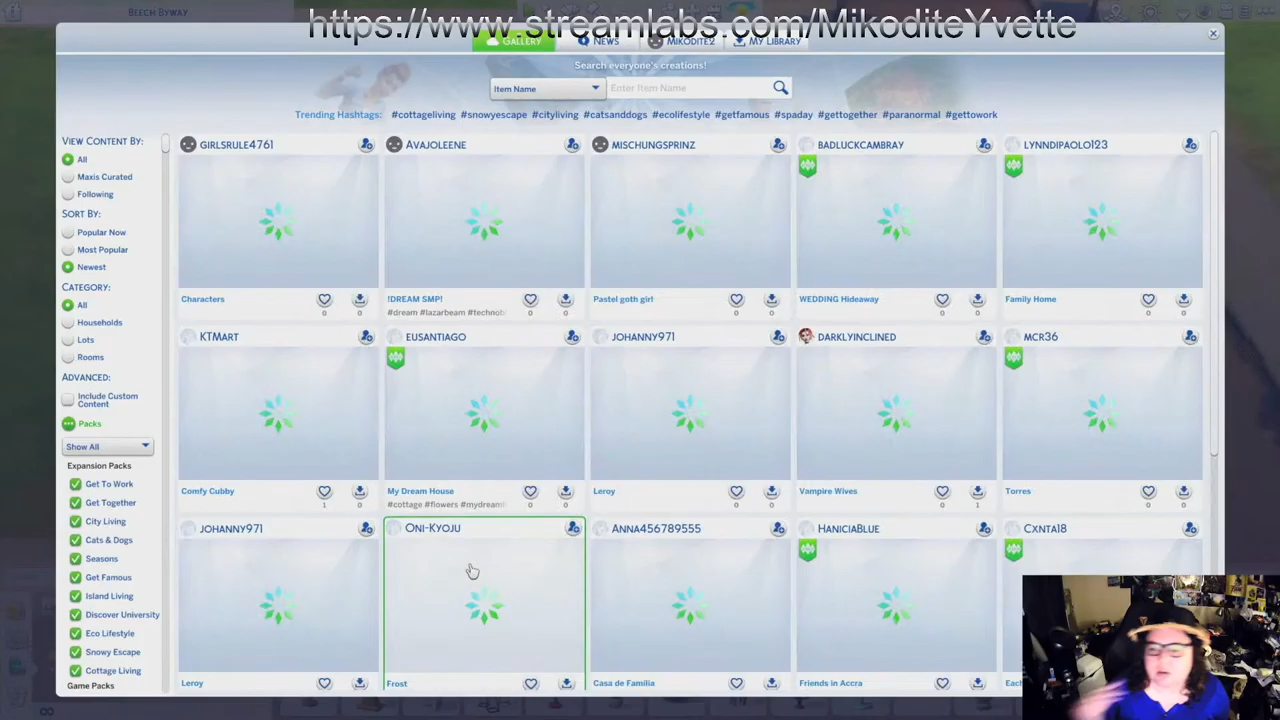 BEECH BYWAY
https://www.streamlabs.com/MikoditeYvette
GALLERY
NEWS
MIKODITE2
MY LIBRARY
Search everyone's creations!
Item Name
Enter Item Name
Trending Hashtags: #cottageliving #snowyescape #cityliving #catsanddogs #ecolifestyle #getfamous #spaday #gettogether #paranormal #gettowork
VIEW CONTENT BY:
All
Maxis Curated
Following
SORT BY:
Popular Now
Most Popular
Newest
CATEGORY:
All
Households
Lots
Rooms
ADVANCED:
Include Custom
Content
Packs
Show All
Expansion Packs
Get To Work
Get Together
City Living
Cats & Dogs
Seasons
Get Famous
Island Living
Discover University
Eco Lifestyle
Snowy Escape
Cottage Living
Game Packs
GIRLSRULE4761
AVAJOLEENE
MISCHUNGSPRINZ
BADLUCKCAMBRAY
LYNNDIPAOLO123
Characters
0 0
!DREAM SMP!
#dream #lazarbeam #technob
0 0
Pastel goth girl
0 0
WEDDING Hideaway
0 0
Family Home
0 0
KTMART
EUSANTIAGO
JOHANNY971
DARKLYINCLINED
MCR36
Comfy Cubby
1 0
My Dream House
#cottage #flowers #mydreaml
0 0
Leroy
0 0
Vampire Wives
0 1
Torres
0 0
JOHANNY971
ONI-KYOJU
ANNA456789555
HANICIABLUE
CXNTA18
Leroy
Frost
Casa de Familia
Friends in Accra
Each